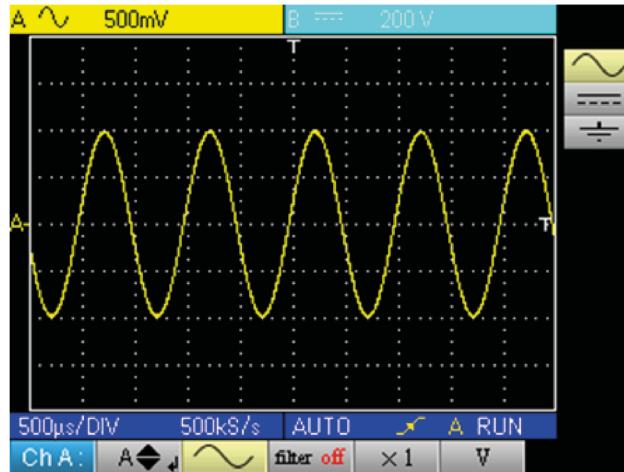 A 500mV B 200 V
T
A T
500µs/DIV 500kS/s AUTO A RUN
Ch A: A filter off ×1 V